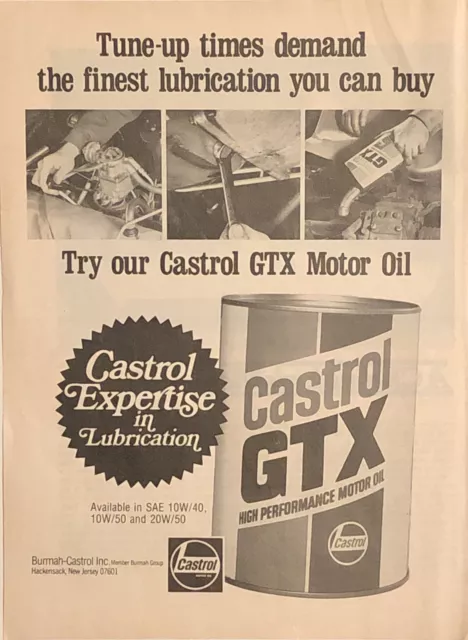 Tune-up times demand
the finest lubrication you can buy
GTX
Try our Castrol GTX Motor Oil
Castrol
Expertise
in
Lubrication
Castrol
GTX
HIGH PERFORMANCE MOTOR OIL
Castrol
Available in SAE 10W/40,
10W/50 and 20W/50
Burmah-Castrol Inc. Member Burmah Group
Hackensack, New Jersey 07601
Castrol